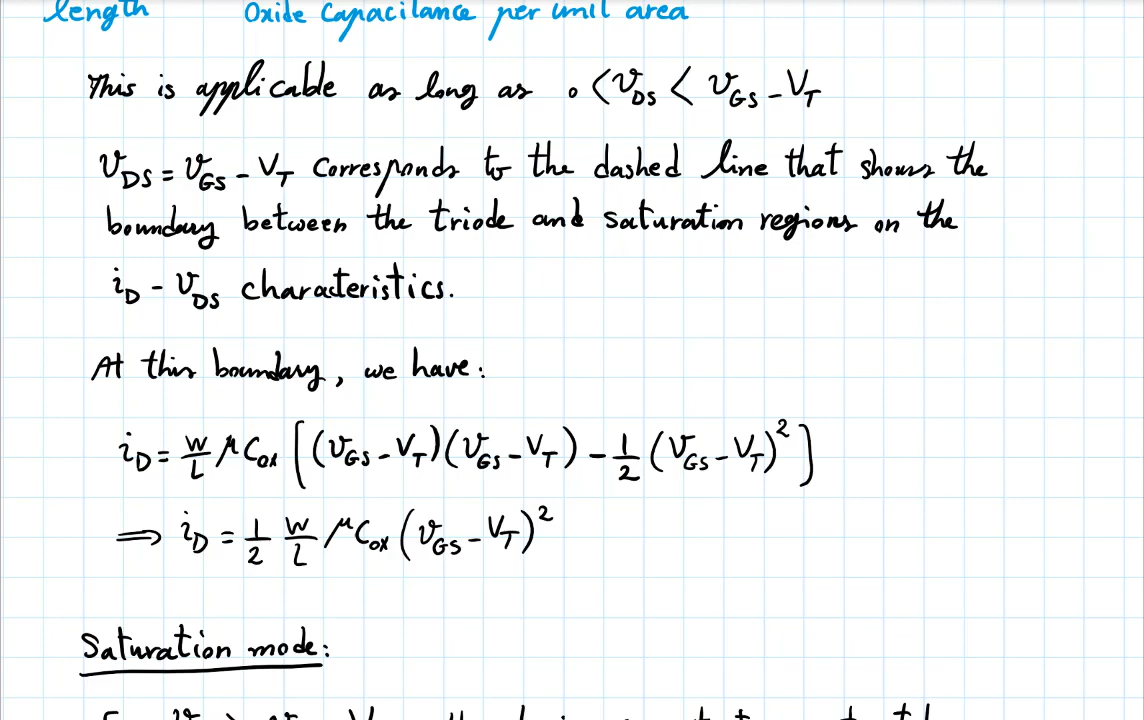 length Oxide Capacitance per unit area
This is applicable as long as 0 < v_DS < v_GS - V_T
v_DS = v_GS - V_T corresponds to the dashed line that shows the
boundary between the triode and saturation regions on the
i_D - v_DS characteristics.
At this boundary, we have:
i_D = W/L μC_ox [(v_GS - V_T)(v_GS - V_T) - 1/2 (v_GS - V_T)²]
⟹ i_D = 1/2 W/L μC_ox (v_GS - V_T)²
Saturation mode: